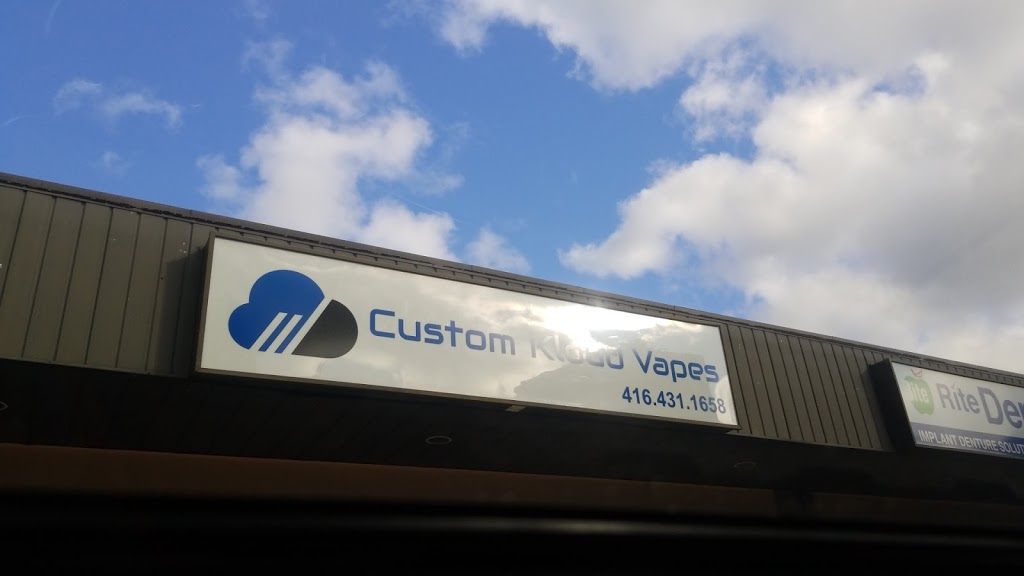 Custom Kloud Vapes
416.431.1658
Rite
IMPLANT DENTURE